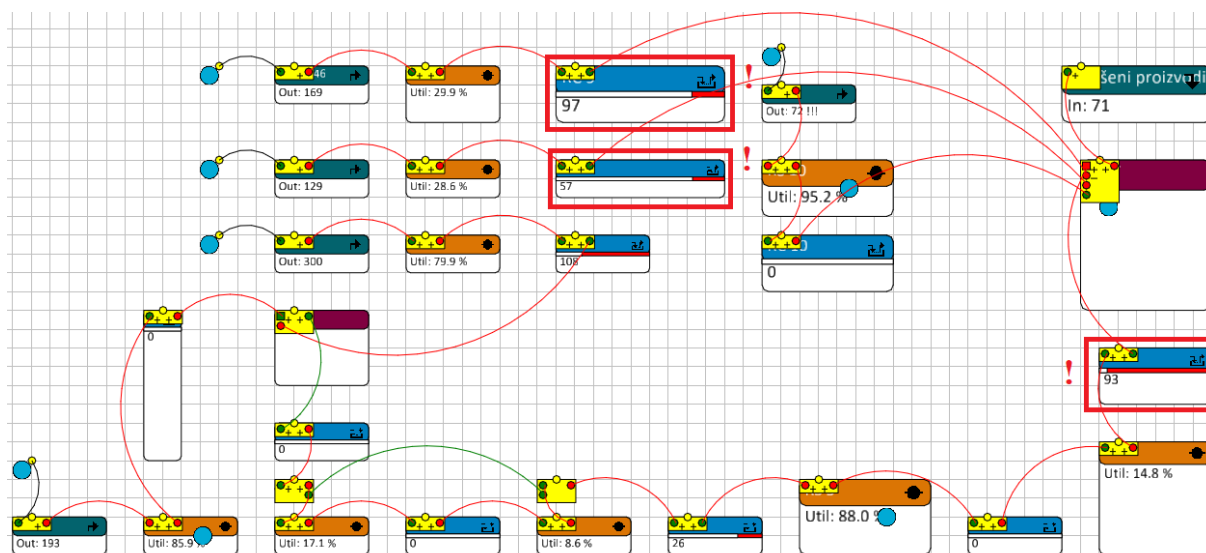 46
Out: 169
Util: 29.9 %
97
!
Out: 72 !!!
šeni proizvodi
In: 71
Out: 129
Util: 28.6 %
57
!
Util: 95.2 %
Out: 300
Util: 79.9 %
108
0
0
0
!
93
Util: 14.8 %
Out: 193
Util: 85.9 %
Util: 17.1 %
0
Util: 8.6 %
26
Util: 88.0 %
0